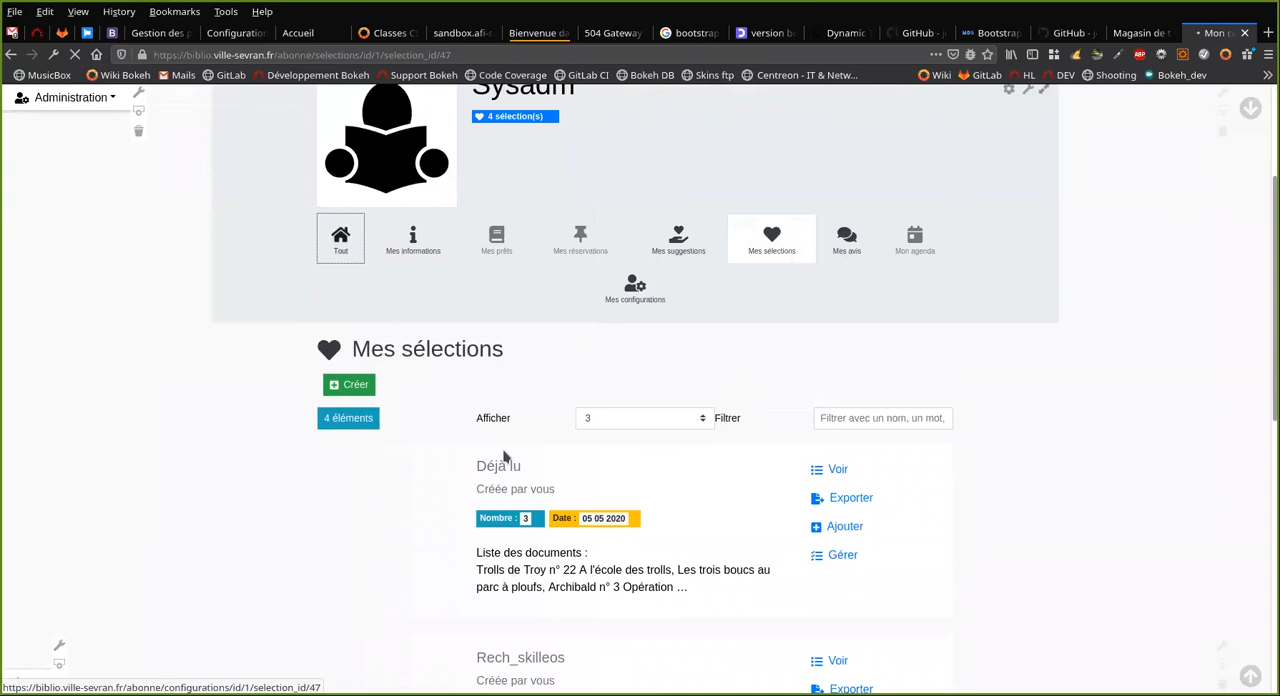 File Edit View History Bookmarks Tools Help
Gestion des p Configuration Accueil Classes C sandbox.afi- Bienvenue da 504 Gateway bootstrap version bo Dynamic GitHub - j Bootstrap GitHub - j Magasin de t Mon c
https://biblio.ville-sevran.fr/abonne/selections/id/1/selection_id/47
MusicBox Wiki Bokeh Mails GitLab Développement Bokeh Support Bokeh Code Coverage GitLab CI Bokeh DB Skins ftp Centreon - IT & Netw... Wiki GitLab HL DEV Shooting Bokeh_dev
Administration
Sysadm
4 sélection(s)
Tout Mes informations Mes prêts Mes réservations Mes suggestions Mes sélections Mes avis Mon agenda
Mes configurations
Mes sélections
Créer
4 éléments Afficher 3 Filtrer Filtrer avec un nom, un mot,
Déjà lu Voir
Créée par vous Exporter
Nombre : 3 Date : 05 05 2020 Ajouter
Liste des documents : Gérer
Trolls de Troy n° 22 A l'école des trolls, Les trois boucs au
parc à ploufs, Archibald n° 3 Opération ...
Rech_skilleos Voir
Créée par vous Exporter
https://biblio.ville-sevran.fr/abonne/configurations/id/1/selection_id/47